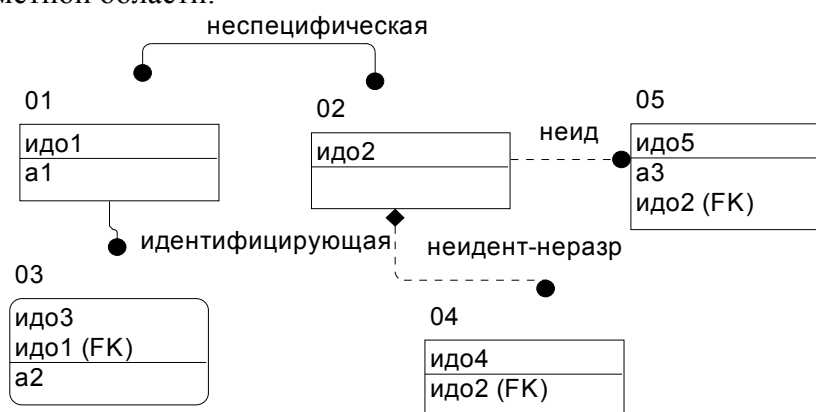 неспецифическая
01
02
05
идо1
а1
идо2
неид
идо5
а3
идо2 (FK)
идентифицирующая
неидент-неразр
03
идо3
идо1 (FK)
а2
04
идо4
идо2 (FK)